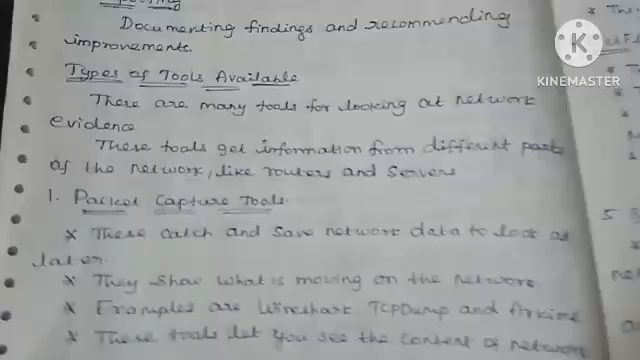 Reporting
Documenting findings and recommending
improvements.
Types of Tools Available
There are many tools for looking at network
evidence
These tools get information from different parts
of the network, like routers and servers
1. Packet Capture Tools.
* These catch and save network data to look at
later.
* They show what is moving on the network.
* Examples are Wireshark, TCPDump and Arkime
* These tools let you see the content of network
KINEMASTER